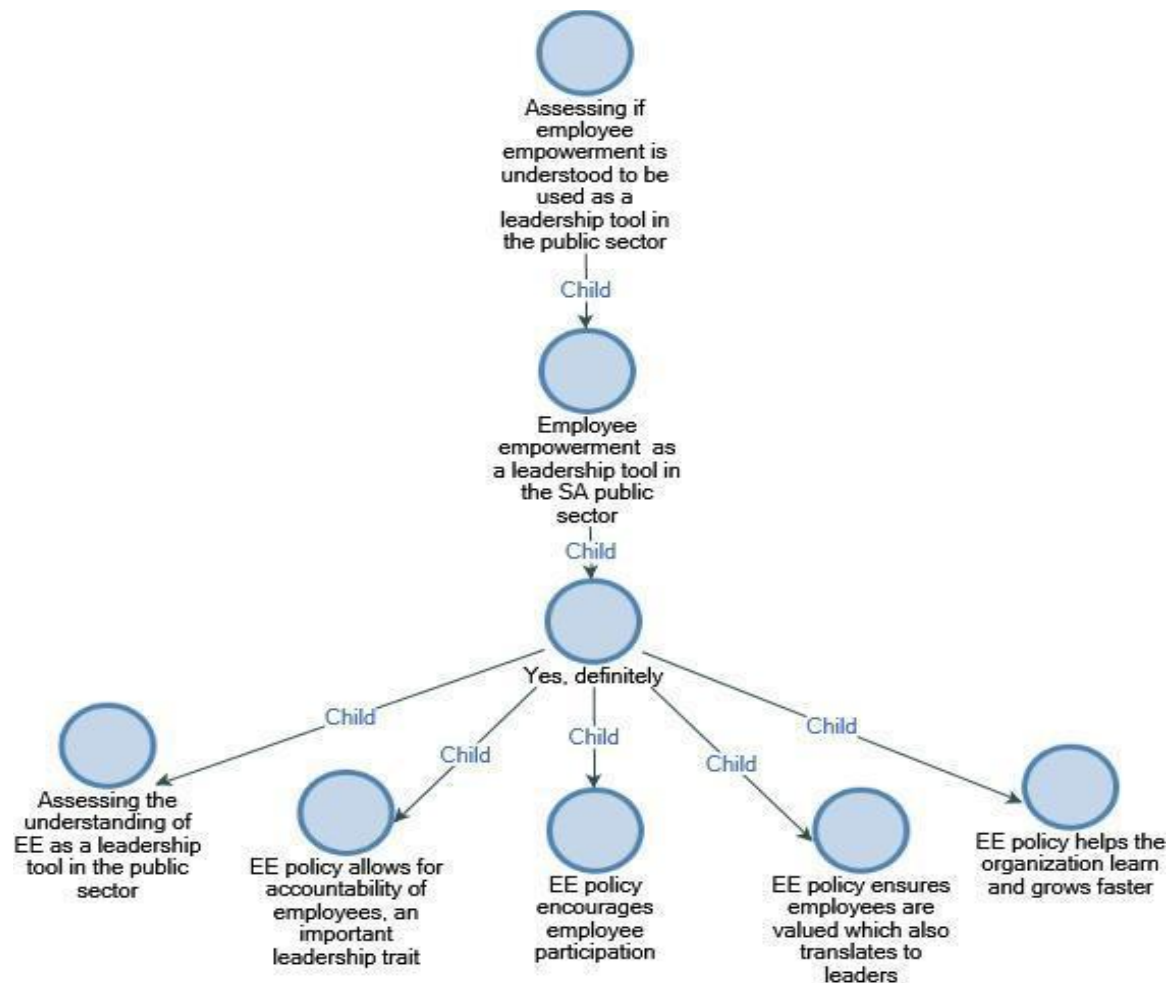 Assessing if
employee
empowerment is
understood to be
used as a
leadership tool in
the public sector
Child
Employee
empowerment as
a leadership tool in
the SA public
sector
Child
Yes, definitely
Child
Child
Child
Child
Child
Assessing the
understanding of
EE as a leadership
tool in the public
sector
EE policy allows for
accountability of
employees, an
important
leadership trait
EE policy
encourages
employee
participation
EE policy ensures
employees are
valued which also
translates to
leaders
EE policy helps the
organization learn
and grows faster